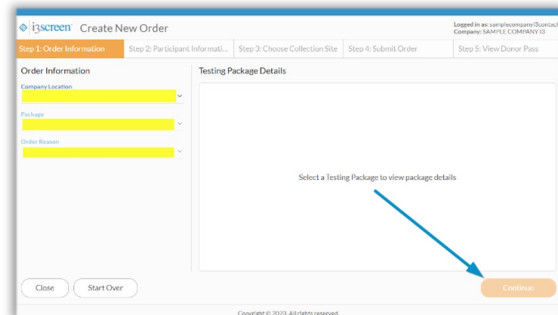 i3screen Create New Order
Logged in as: samplecompanyi3contact
Company: SAMPLE COMPANY I3
Step 1: Order Information
Step 2: Participant Informati...
Step 3: Choose Collection Site
Step 4: Submit Order
Step 5: View Donor Pass
Order Information
Testing Package Details
Company Location
Package
Order Reason
Select a Testing Package to view package details
Close
Start Over
Continue
Copyright © 2023. All rights reserved.